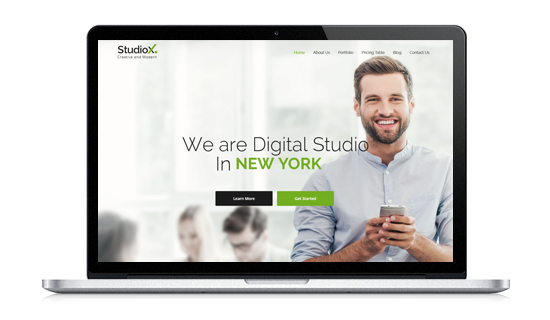 StudioX.
Creative and Modern
Home About Us Portfolio Pricing Table Blog Contact Us
We are Digital Studio
In NEW YORK
Learn More Get Started